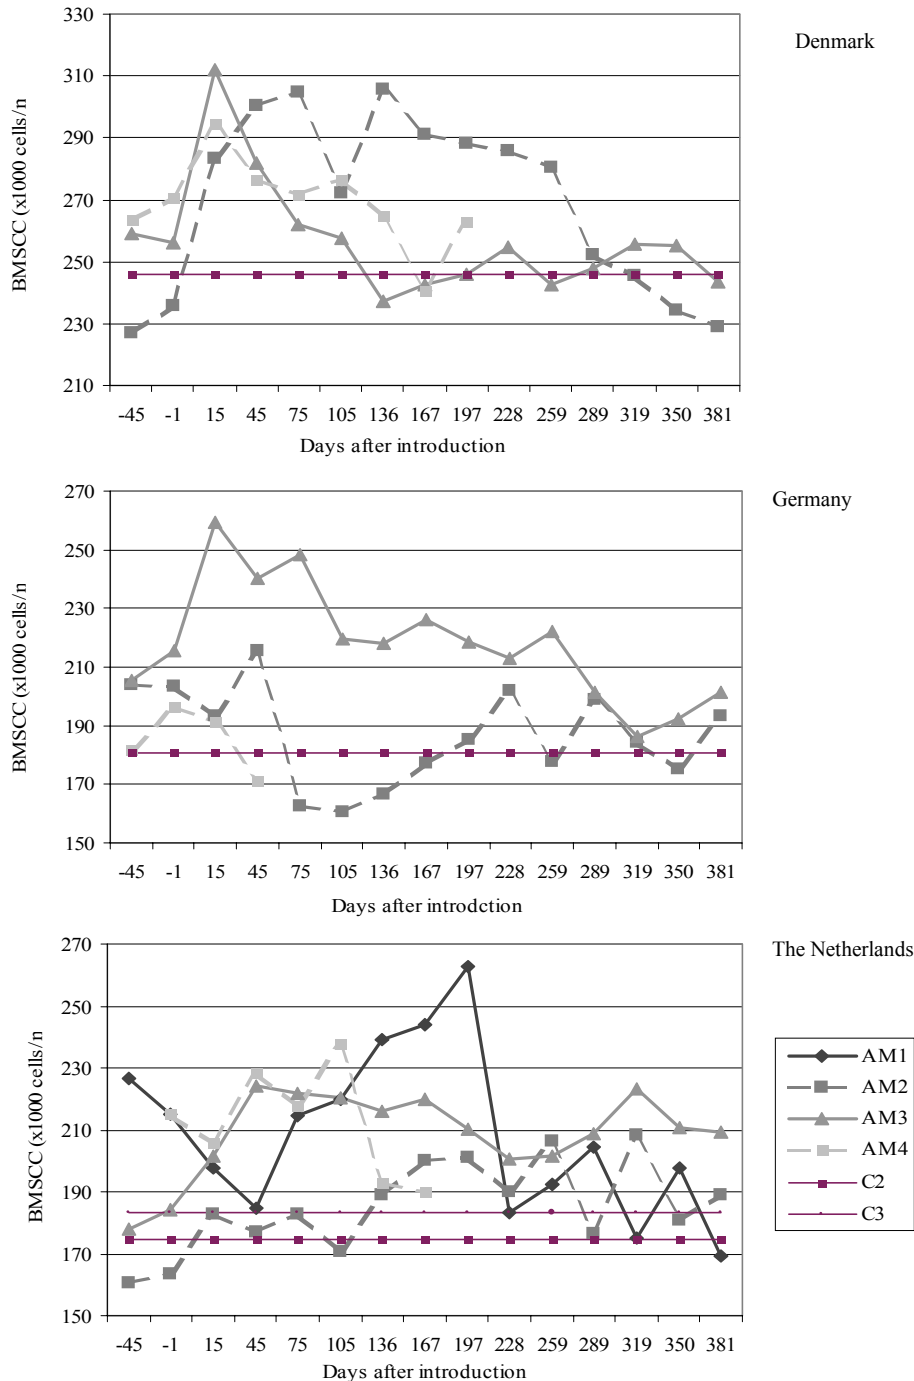 Denmark
330
310
290
270
250
230
210
BMSCC (x1000 cells/n
-45 -1 15 45 75 105 136 167 197 228 259 289 319 350 381
Days after introduction
Germany
270
250
230
210
190
170
150
BMSCC (x1000 cells/n
-45 -1 15 45 75 105 136 167 197 228 259 289 319 350 381
Days after introdction
The Netherlands
270
250
230
210
190
170
150
BMSCC (x1000 cells/n
-45 -1 15 45 75 105 136 167 197 228 259 289 319 350 381
Days after introduction
AM1
AM2
AM3
AM4
C2
C3